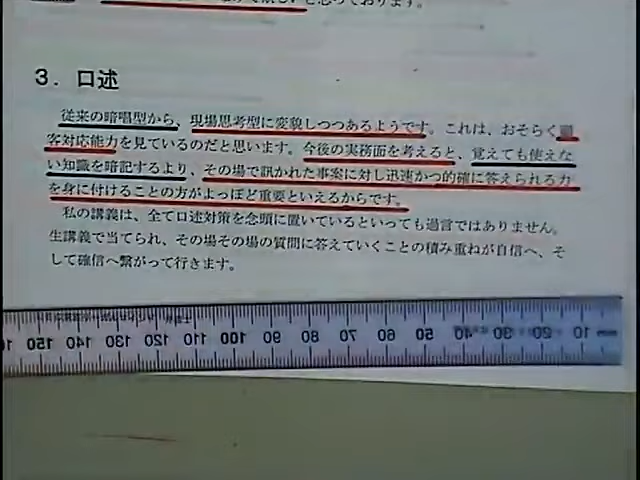 3．口述
従来の暗唱型から、現場思考型に変貌しつつあるようです。これは、おそらく顧
客対応能力を見ているのだと思います。今後の実務面を考えると、覚えても使えな
い知識を暗記するより、その場で訊かれた事案に対し迅速かつ的確に答えられる力
を身に付けることの方がよっぽど重要といえるからです。
私の講義は、全て口述対策を念頭に置いているといっても過言ではありません。
生講義で当てられ、その場その場の質問に答えていくことの積み重ねが自信へ、そ
して確信へ繋がって行きます。
150 140 130 120 110 100 90 80 70 60 50 40 30 20 10